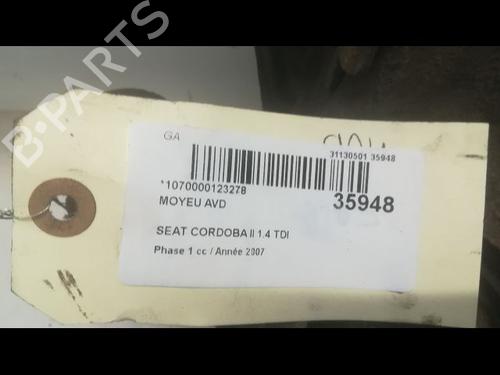 B-PARTS
GA
31130501 35948
*1070000123278
MOYEU AVD
35948
SEAT CORDOBA II 1.4 TDI
Phase 1 cc / Année 2007